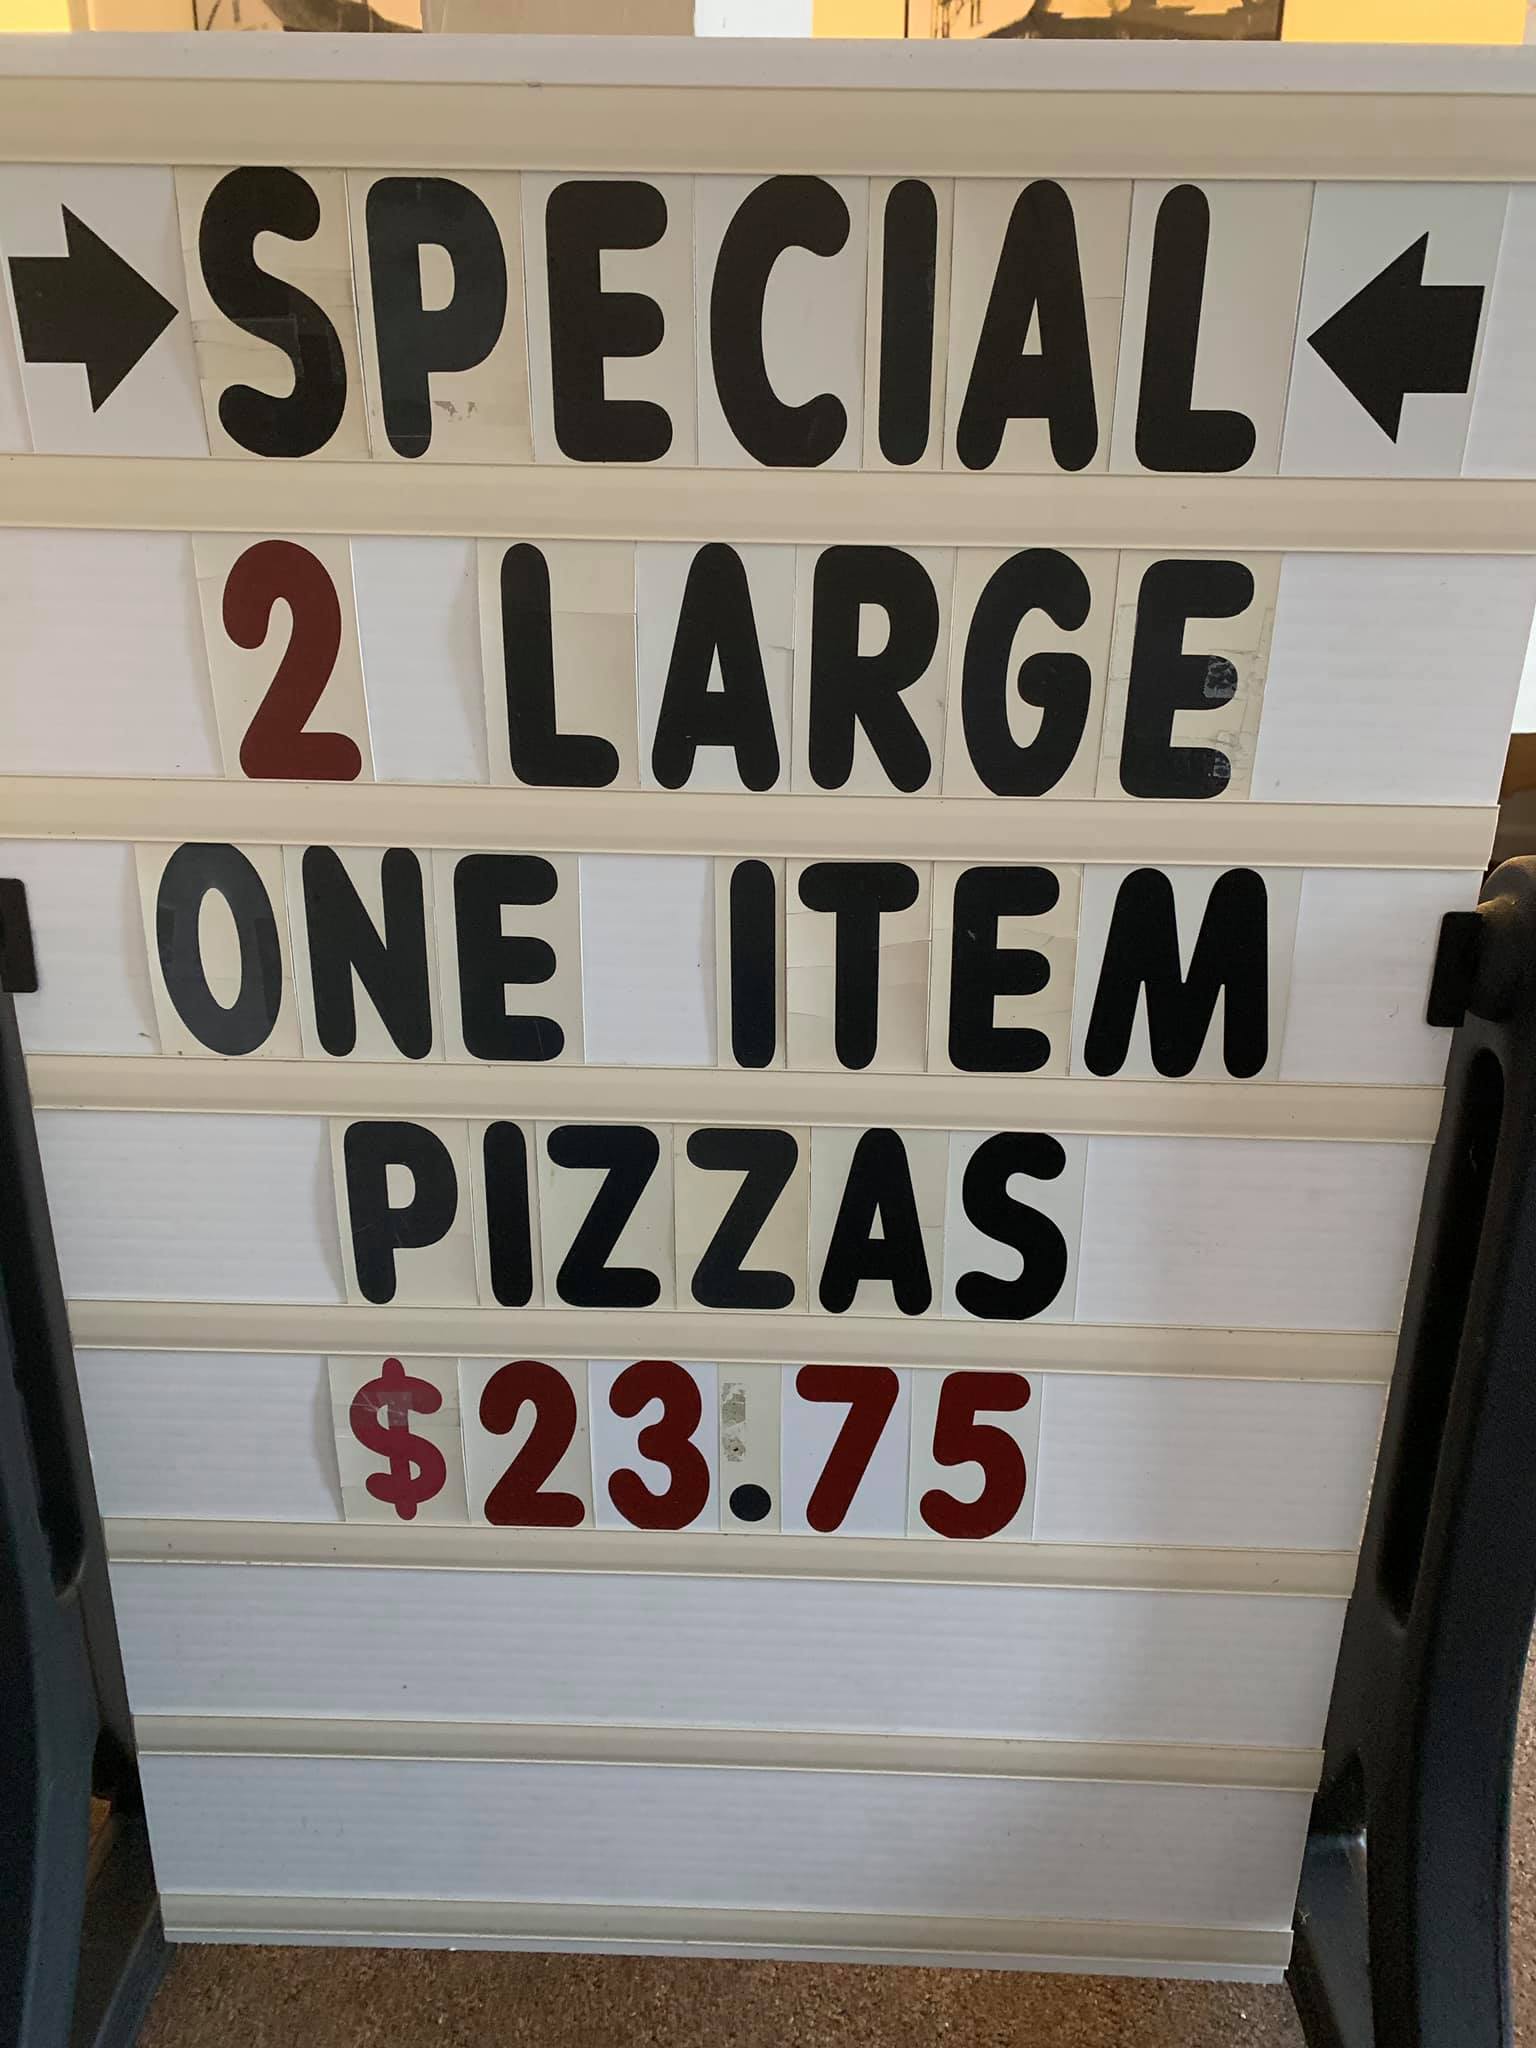 SPECIAL
2 LARGE
ONE ITEM
PIZZAS
$23.75